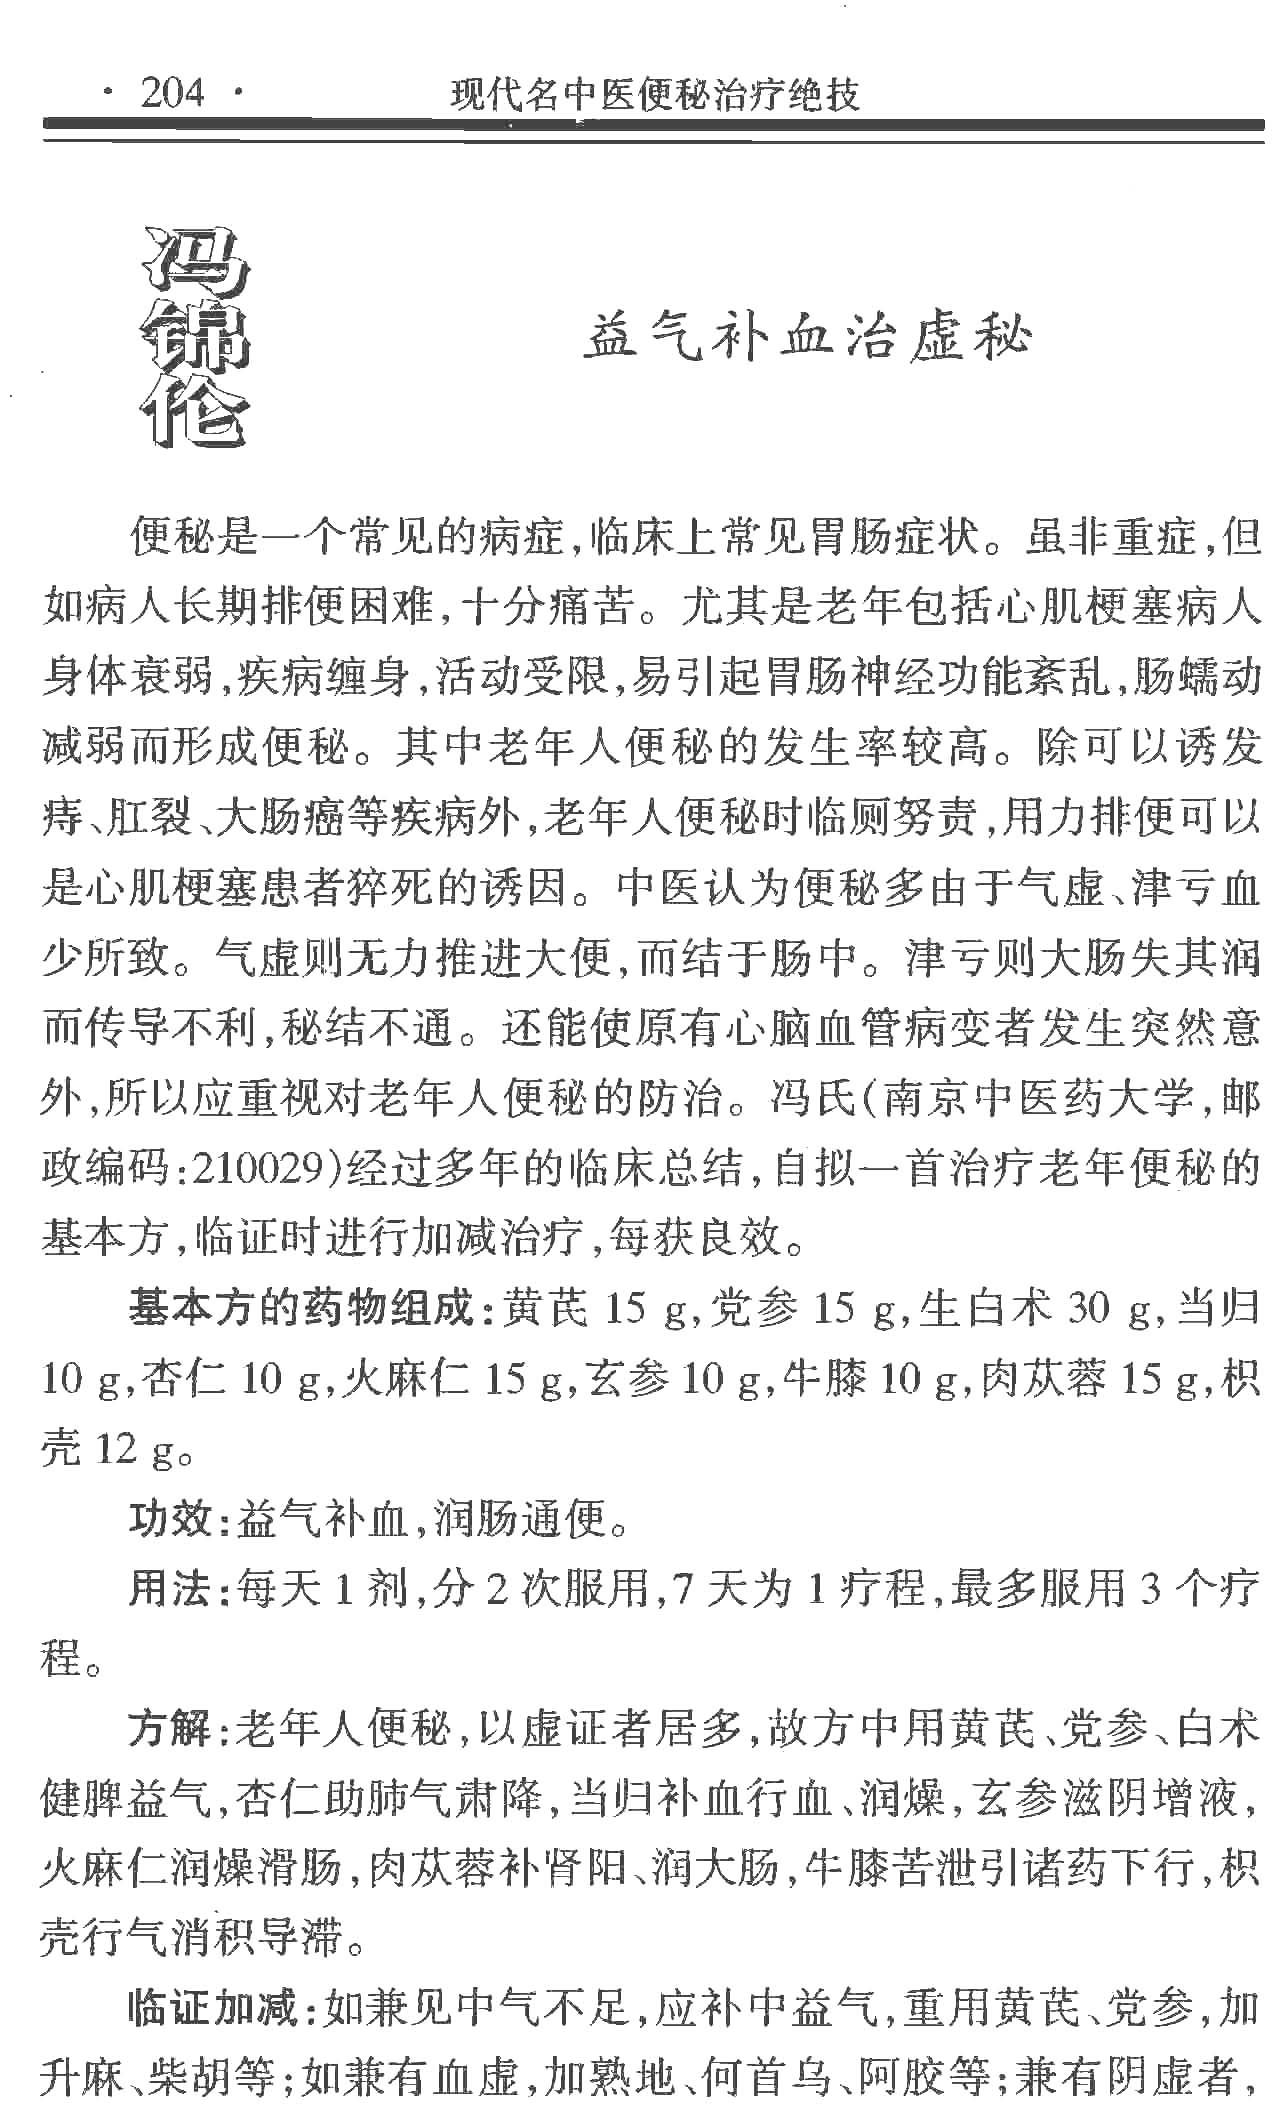 · 204 ·
现代名中医便秘治疗绝技
冯锦伦
益气补血治虚秘
便秘是一个常见的病症,临床上常见胃肠症状。虽非重症,但
如病人长期排便困难,十分痛苦。尤其是老年包括心肌梗塞病人
身体衰弱,疾病缠身,活动受限,易引起胃肠神经功能紊乱,肠蠕动
减弱而形成便秘。其中老年人便秘的发生率较高。除可以诱发
痔、肛裂、大肠癌等疾病外,老年人便秘时临厕努责,用力排便可以
是心肌梗塞患者猝死的诱因。中医认为便秘多由于气虚、津亏血
少所致。气虚则无力推进大便,而结于肠中。津亏则大肠失其润
而传导不利,秘结不通。还能使原有心脑血管病变者发生突然意
外,所以应重视对老年人便秘的防治。冯氏(南京中医药大学,邮
政编码:210029)经过多年的临床总结,自拟一首治疗老年便秘的
基本方,临证时进行加减治疗,每获良效。
基本方的药物组成:黄芪 15 g,党参 15 g,生白术 30 g,当归
10 g,杏仁 10 g,火麻仁 15 g,玄参 10 g,牛膝 10 g,肉苁蓉 15 g,枳
壳 12 g。
功效:益气补血,润肠通便。
用法:每天 1 剂,分 2 次服用,7 天为 1 疗程,最多服用 3 个疗
程。
方解:老年人便秘,以虚证者居多,故方中用黄芪、党参、白术
健脾益气,杏仁助肺气肃降,当归补血行血、润燥,玄参滋阴增液,
火麻仁润燥滑肠,肉苁蓉补肾阳、润大肠,牛膝苦泄引诸药下行,枳
壳行气消积导滞。
临证加减:如兼见中气不足,应补中益气,重用黄芪、党参,加
升麻、柴胡等;如兼有血虚,加熟地、何首乌、阿胶等;兼有阴虚者,